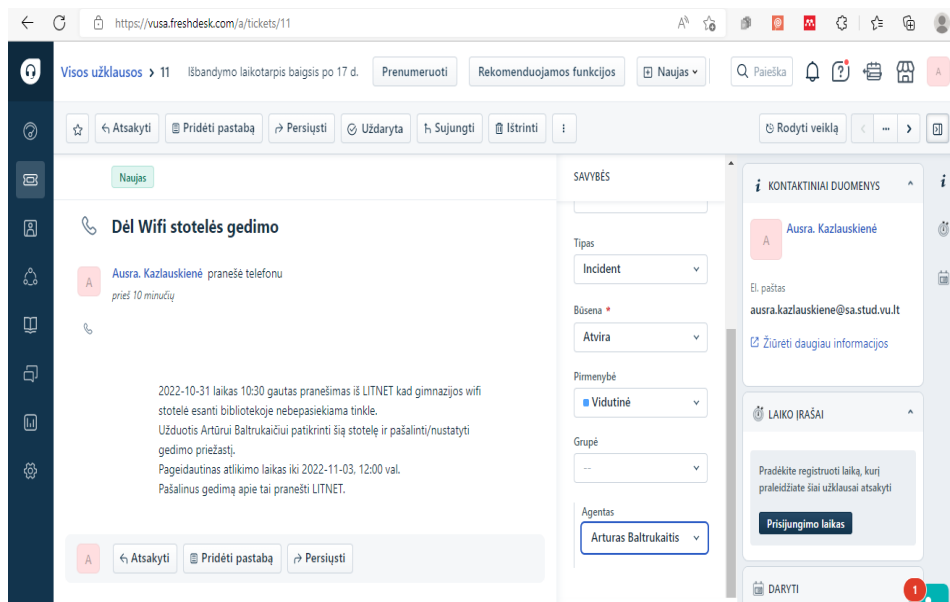 https://vusa.freshdesk.com/a/tickets/11
Visos užklausos > 11 Išbandymo laikotarpis baigsis po 17 d. Prenumeruoti Rekomenduojamos funkcijos Naujas Paieška A
Atsakyti Pridėti pastabą Persiųsti Uždaryta Sujungti Ištrinti Rodyti veiklą
Naujas
Dėl Wifi stotelės gedimo
A
Ausra. Kazlauskienė pranešė telefonu
prieš 10 minučių
2022-10-31 laikas 10:30 gautas pranešimas iš LITNET kad gimnazijos wifi
stotelė esanti bibliotekoje nebepasiekiama tinkle.
Užduotis Artūrui Baltrukaičiui patikrinti šią stotelę ir pašalinti/nustatyti
gedimo priežastį.
Pageidautinas atlikimo laikas iki 2022-11-03, 12:00 val.
Pašalinus gedimą apie tai pranešti LITNET.
A Atsakyti Pridėti pastabą Persiųsti
SAVYBĖS
Tipas
Incident
Būsena *
Atvira
Pirmenybė
Vidutinė
Grupė
--
Agentas
Arturas Baltrukaitis
KONTAKTINIAI DUOMENYS
A
Ausra. Kazlauskienė
El. paštas
ausra.kazlauskiene@sa.stud.vu.lt
Žiūrėti daugiau informacijos
LAIKO ĮRAŠAI
Pradėkite registruoti laiką, kurį
praleidžiate šiai užklausai atsakyti
Prisijungimo laikas
DARYTI
1